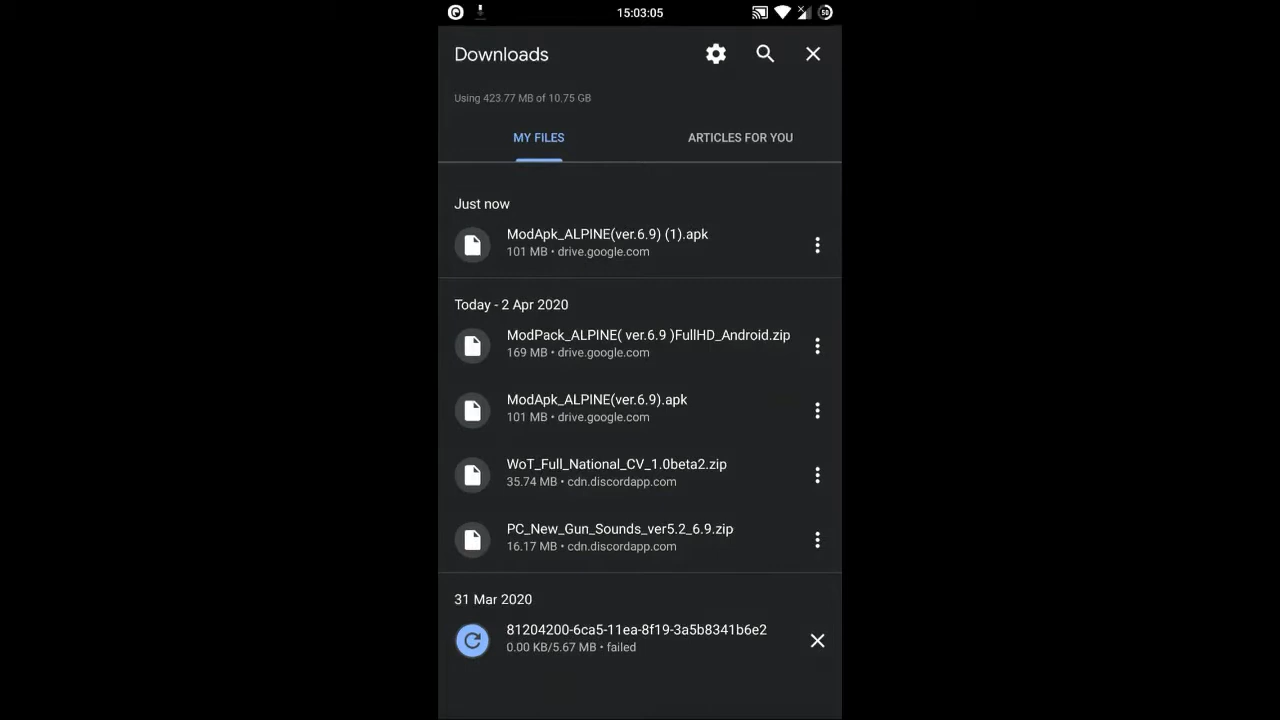 15:03:05
50
Downloads
Using 423.77 MB of 10.75 GB
MY FILES
ARTICLES FOR YOU
Just now
ModApk_ALPINE(ver.6.9) (1).apk
101 MB • drive.google.com
Today - 2 Apr 2020
ModPack_ALPINE( ver.6.9 )FullHD_Android.zip
169 MB • drive.google.com
ModApk_ALPINE(ver.6.9).apk
101 MB • drive.google.com
WoT_Full_National_CV_1.0beta2.zip
35.74 MB • cdn.discordapp.com
PC_New_Gun_Sounds_ver5.2_6.9.zip
16.17 MB • cdn.discordapp.com
31 Mar 2020
81204200-6ca5-11ea-8f19-3a5b8341b6e2
0.00 KB/5.67 MB • failed